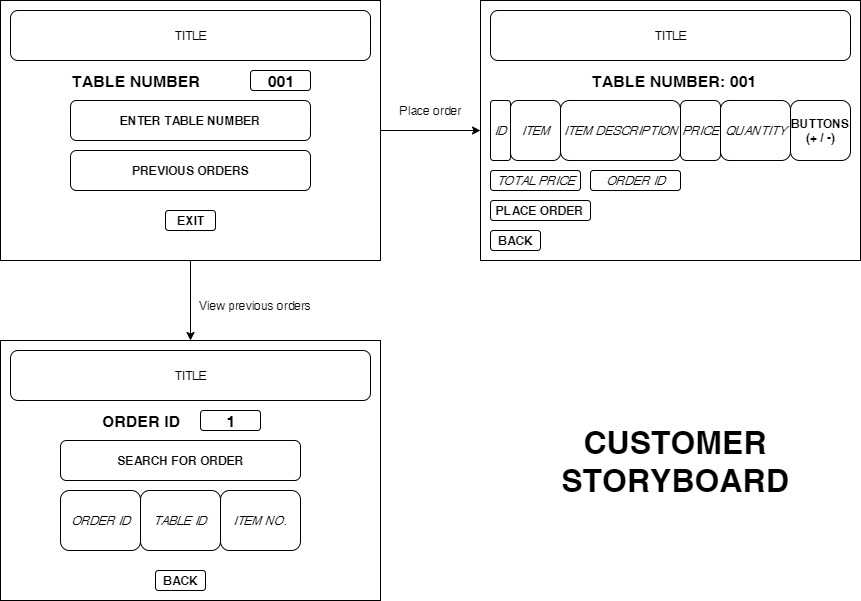 TITLE
TABLE NUMBER 001
ENTER TABLE NUMBER
PREVIOUS ORDERS
EXIT
Place order
TITLE
TABLE NUMBER: 001
ID ITEM ITEM DESCRIPTION PRICE QUANTITY BUTTONS
(+ / -)
TOTAL PRICE ORDER ID
PLACE ORDER
BACK
View previous orders
TITLE
ORDER ID 1
SEARCH FOR ORDER
ORDER ID TABLE ID ITEM NO.
BACK
CUSTOMER
STORYBOARD